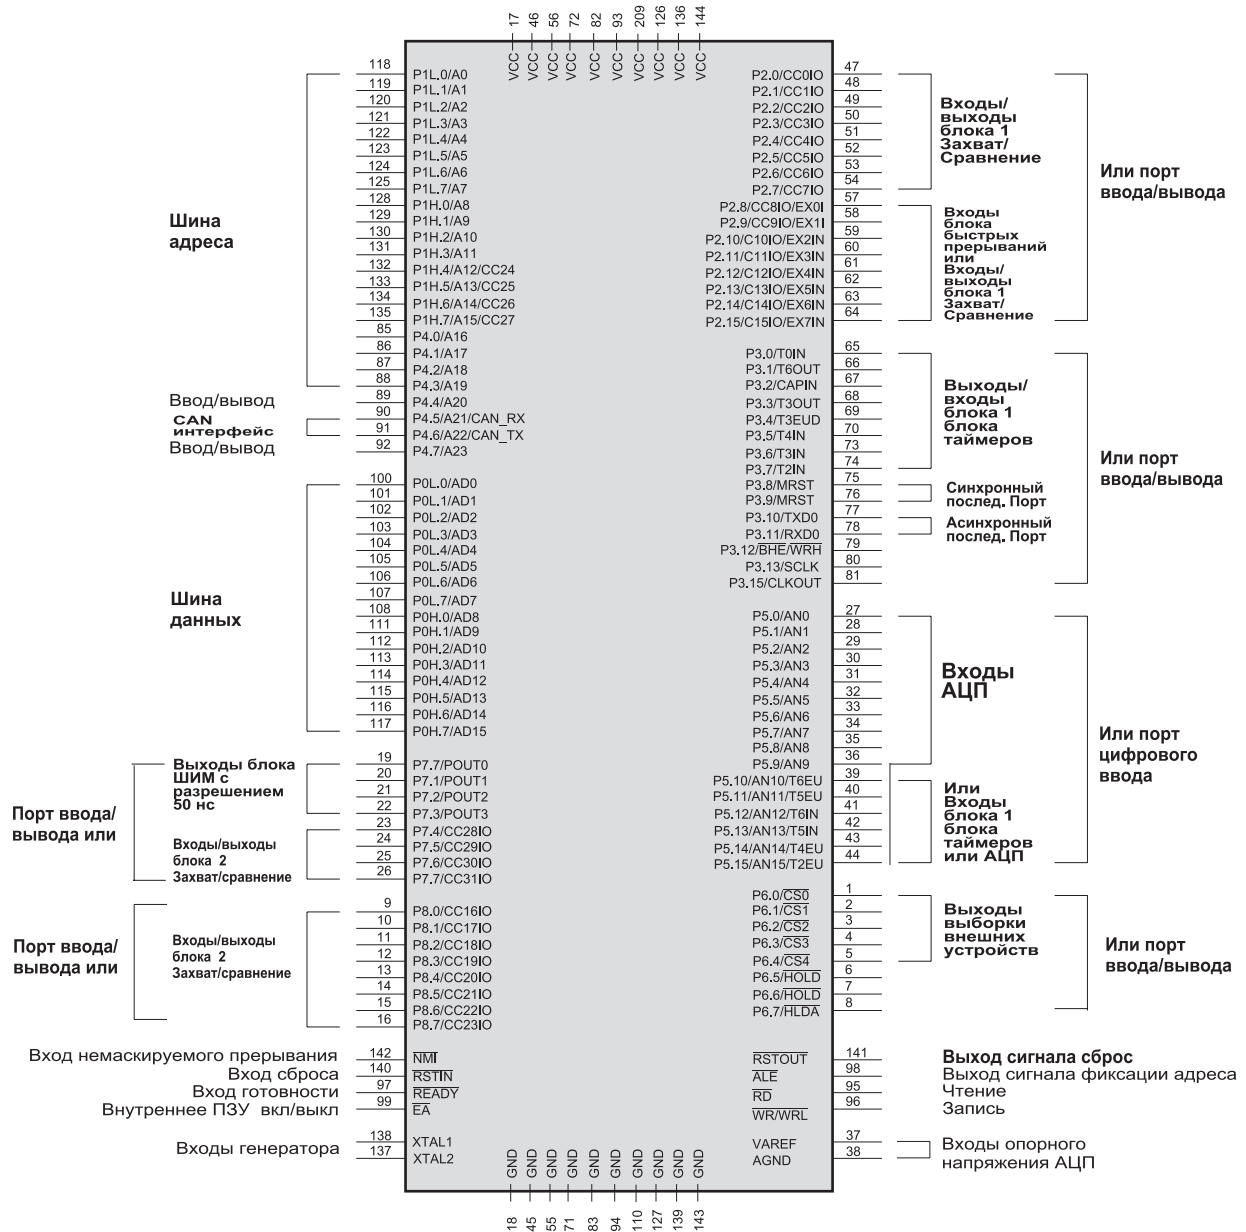 17 46 56 72 82 93 209 126 136 144
VCC VCC VCC VCC VCC VCC VCC VCC VCC VCC
118 P1L.0/A0
119 P1L.1/A1
120 P1L.2/A2
121 P1L.3/A3
122 P1L.4/A4
123 P1L.5/A5
124 P1L.6/A6
125 P1L.7/A7
128 P1H.0/A8
129 P1H.1/A9
130 P1H.2/A10
131 P1H.3/A11
132 P1H.4/A12/CC24
133 P1H.5/A13/CC25
134 P1H.6/A14/CC26
135 P1H.7/A15/CC27
85 P4.0/A16
86 P4.1/A17
87 P4.2/A18
88 P4.3/A19
Шина
адреса
Ввод/вывод 89 P4.4/A20
CAN
интерфейс
90 P4.5/A21/CAN_RX
91 P4.6/A22/CAN_TX
Ввод/вывод 92 P4.7/A23
100 P0L.0/AD0
101 P0L.1/AD1
102 P0L.2/AD2
103 P0L.3/AD3
104 P0L.4/AD4
105 P0L.5/AD5
106 P0L.6/AD6
107 P0L.7/AD7
108 P0H.0/AD8
111 P0H.1/AD9
112 P0H.2/AD10
113 P0H.3/AD11
114 P0H.4/AD12
115 P0H.5/AD13
116 P0H.6/AD14
117 P0H.7/AD15
Шина
данных
19 P7.7/POUT0
20 P7.1/POUT1
21 P7.2/POUT2
22 P7.3/POUT3
Выходы блока
ШИМ с
разрешением
50 нс
23 P7.4/CC28IO
24 P7.5/CC29IO
25 P7.6/CC30IO
26 P7.7/CC31IO
Входы/выходы
блока 2
Захват/сравнение
Порт ввода/
вывода или
9 P8.0/CC16IO
10 P8.1/CC17IO
11 P8.2/CC18IO
12 P8.3/CC19IO
13 P8.4/CC20IO
14 P8.5/CC21IO
15 P8.6/CC22IO
16 P8.7/CC23IO
Входы/выходы
блока 2
Захват/сравнение
Порт ввода/
вывода или
Вход немаскируемого прерывания 142 NMI
Вход сброса 140 RSTIN
Вход готовности 97 READY
Внутреннее ПЗУ вкл/выкл 99 EA
Входы генератора
138 XTAL1
137 XTAL2
P2.0/CC0IO 47
P2.1/CC1IO 48
P2.2/CC2IO 49
P2.3/CC3IO 50
P2.4/CC4IO 51
P2.5/CC5IO 52
P2.6/CC6IO 53
P2.7/CC7IO 54
Входы/
выходы
блока 1
Захват/
Сравнение
P2.8/CC8IO/EX0I 57
P2.9/CC9IO/EX1I 58
P2.10/C10IO/EX2IN 59
P2.11/C11IO/EX3IN 60
P2.12/C12IO/EX4IN 61
P2.13/C13IO/EX5IN 62
P2.14/C14IO/EX6IN 63
P2.15/C15IO/EX7IN 64
Входы
блока
быстрых
прерываний
или
Входы/
выходы
блока 1
Захват/
Сравнение
Или порт
ввода/вывода
P3.0/T0IN 65
P3.1/T6OUT 66
P3.2/CAPIN 67
P3.3/T3OUT 68
P3.4/T3EUD 69
P3.5/T4IN 70
P3.6/T3IN 73
P3.7/T2IN 74
Выходы/
входы
блока 1
блока
таймеров
P3.8/MRST 75
P3.9/MRST 76
Синхронный
послед. Порт
P3.10/TXD0 77
P3.11/RXD0 78
Асинхронный
послед. Порт
P3.12/BHE/WRH 79
P3.13/SCLK 80
P3.15/CLKOUT 81
Или порт
ввода/вывода
P5.0/AN0 27
P5.1/AN1 28
P5.2/AN2 29
P5.3/AN3 30
P5.4/AN4 31
P5.5/AN5 32
P5.6/AN6 33
P5.7/AN7 34
P5.8/AN8 35
P5.9/AN9 36
Входы
АЦП
P5.10/AN10/T6EU 39
P5.11/AN11/T5EU 40
P5.12/AN12/T6IN 41
P5.13/AN13/T5IN 42
P5.14/AN14/T4EU 43
P5.15/AN15/T2EU 44
Или
Входы
блока 1
блока
таймеров
или АЦП
Или порт
цифрового
ввода
P6.0/CS0 1
P6.1/CS1 2
P6.2/CS2 3
P6.3/CS3 4
P6.4/CS4 5
P6.5/HOLD 6
P6.6/HOLD 7
P6.7/HLDA 8
Выходы
выборки
внешних
устройств
Или порт
ввода/вывода
RSTOUT 141 Выход сигнала сброс
ALE 98 Выход сигнала фиксации адреса
RD 95 Чтение
WR/WRL 96 Запись
VAREF 37
AGND 38
Входы опорного
напряжения АЦП
GND GND GND GND GND GND GND GND GND GND
18 45 55 71 83 94 110 127 139 143